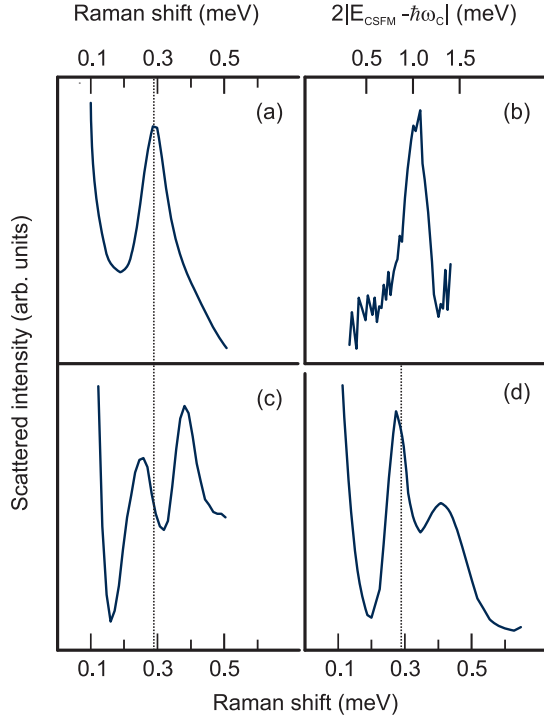 Raman shift (meV)
2|E_CSFM -ħω_C| (meV)
0.1 0.3 0.5
0.5 1.0 1.5
(a)
(b)
Scattered intensity (arb. units)
(c)
(d)
0.1 0.3 0.5
0.1 0.3 0.5
Raman shift (meV)